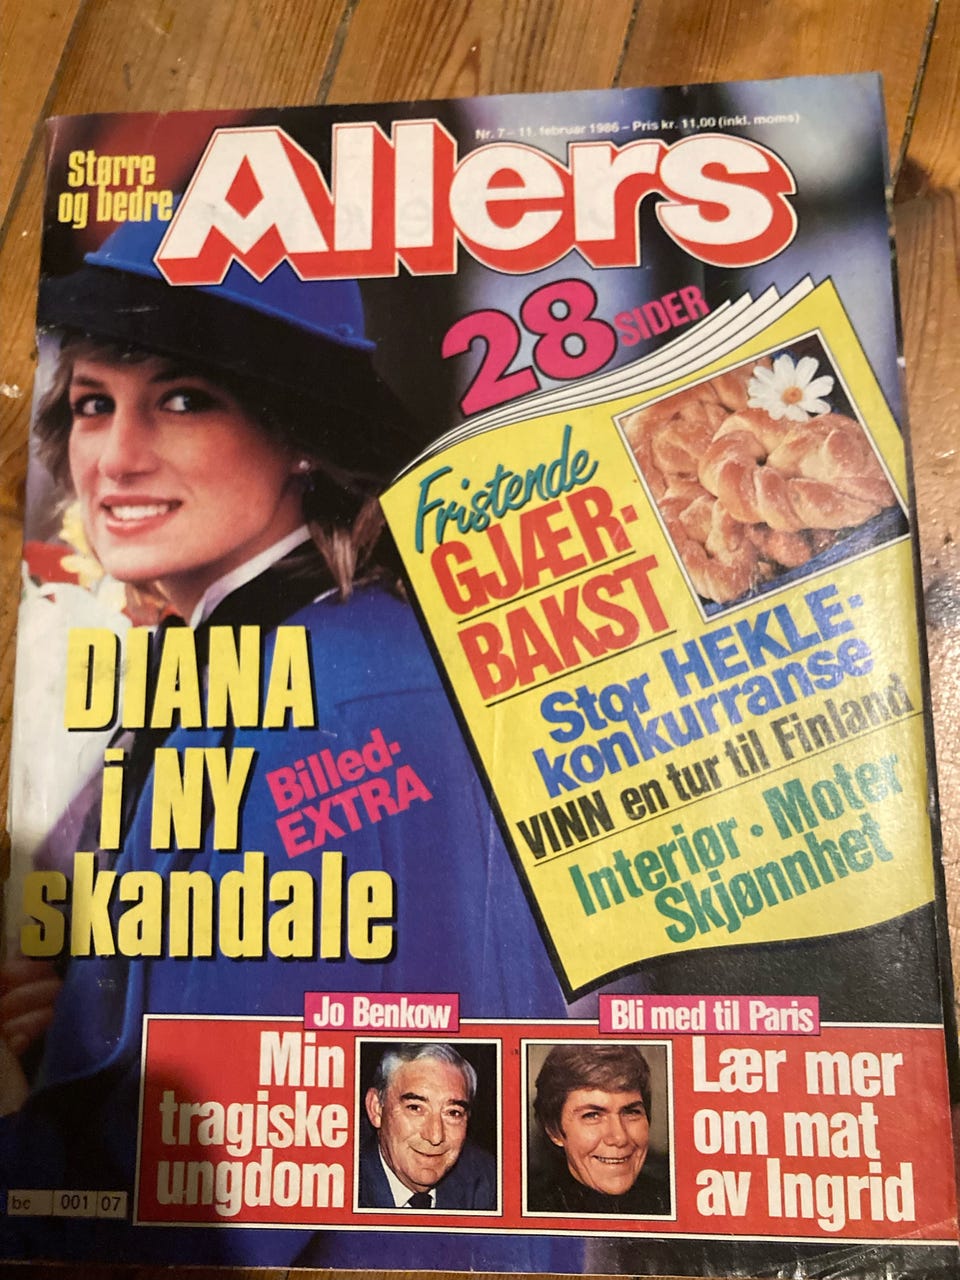 Nr. 7 – 11. februar 1986 – Pris kr. 11,00 (inkl. moms)
Større
og bedre
Allers
28 SIDER
Fristende
GJÆR-
BAKST
Stor HEKLE-
konkurranse
VINN en tur til Finland
Interiør · Moter
Skjønnhet
DIANA
i NY
skandale
Billed-
EXTRA
Jo Benkow
Min
tragiske
ungdom
Bli med til Paris
Lær mer
om mat
av Ingrid
bc 001 07